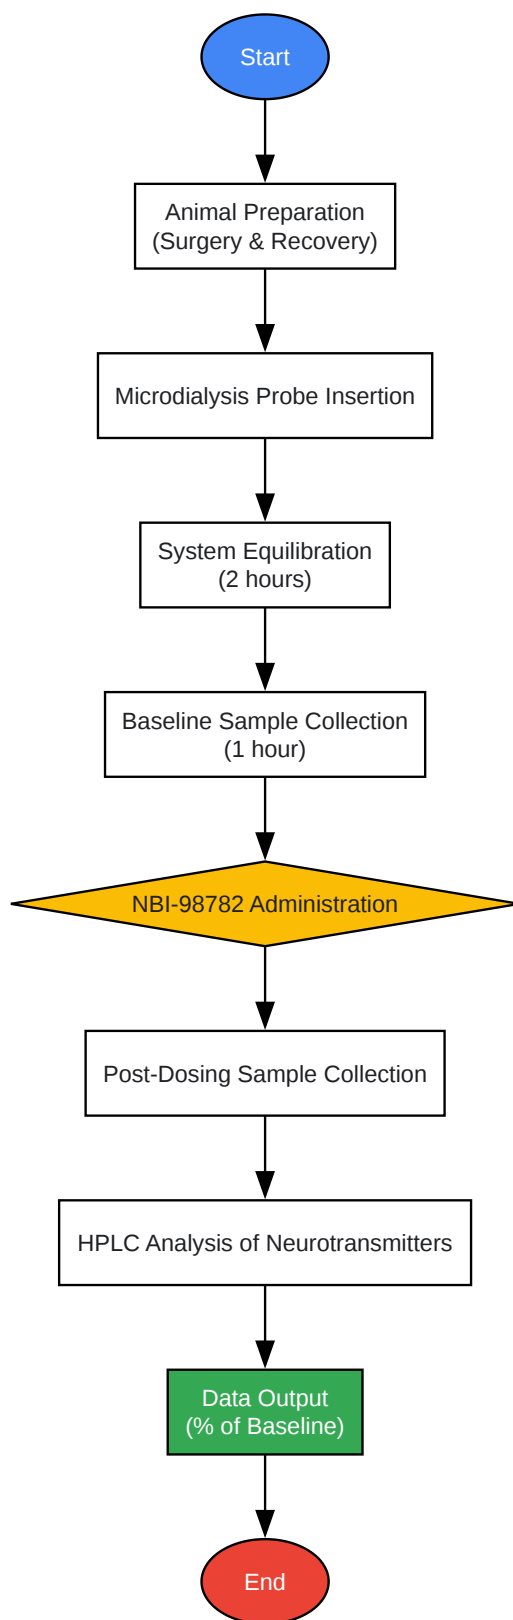 Start
Animal Preparation
(Surgery & Recovery)
Microdialysis Probe Insertion
System Equilibration
(2 hours)
Baseline Sample Collection
(1 hour)
NBI-98782 Administration
Post-Dosing Sample Collection
HPLC Analysis of Neurotransmitters
Data Output
(% of Baseline)
End